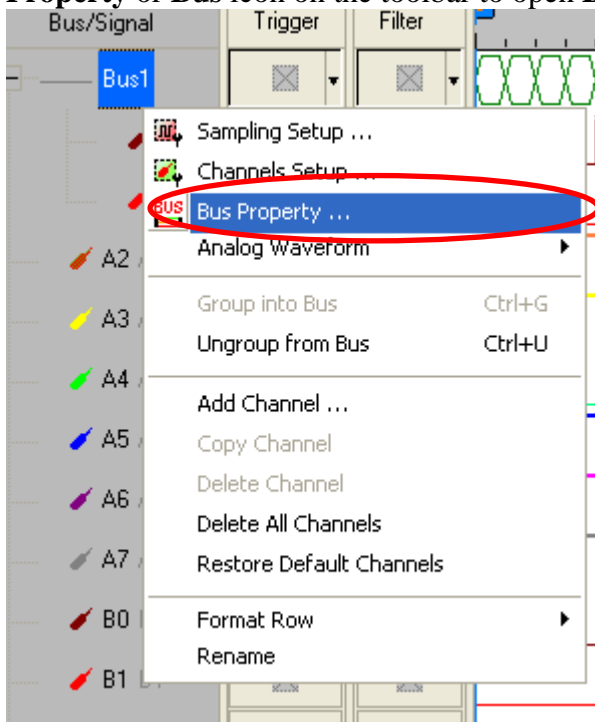 Property or Bus icon on the toolbar to open
Bus/Signal Trigger Filter
Bus1
Sampling Setup ...
Channels Setup ...
BUS Bus Property ...
Analog Waveform
A2
Group into Bus Ctrl+G
A3
Ungroup from Bus Ctrl+U
A4
Add Channel ...
A5
Copy Channel
Delete Channel
A6
Delete All Channels
A7
Restore Default Channels
B0
Format Row
Rename
B1